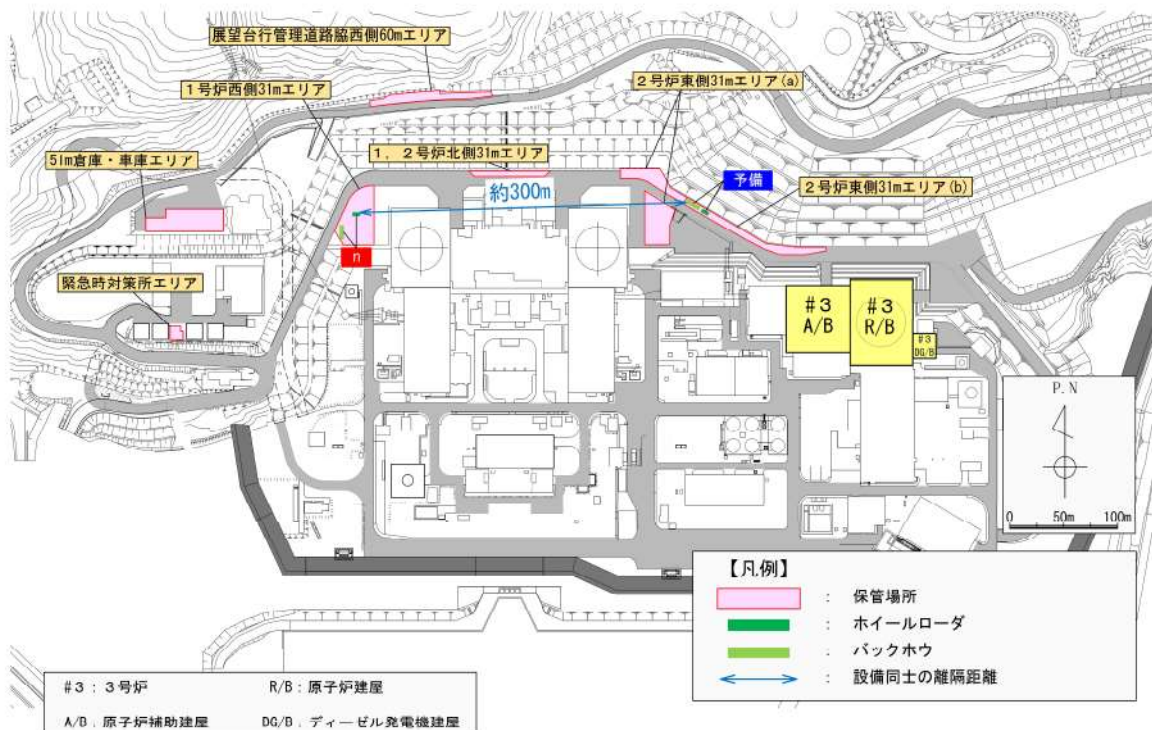 展望台行管理道路脇西側60mエリア
1号炉西側31mエリア
2号炉東側31mエリア(a)
51m倉庫・車庫エリア
1，2号炉北側31mエリア
予備
2号炉東側31mエリア(b)
約300m
n
緊急時対策所エリア
#3
A/B
#3
R/B
#3
DG/B
P.N
0 50m 100m
【凡例】
： 保管場所
： ホイールローダ
： バックホウ
： 設備同士の離隔距離
#3：3号炉 R/B：原子炉建屋
A/B．原子炉補助建屋 DG/B．ディーゼル発電機建屋